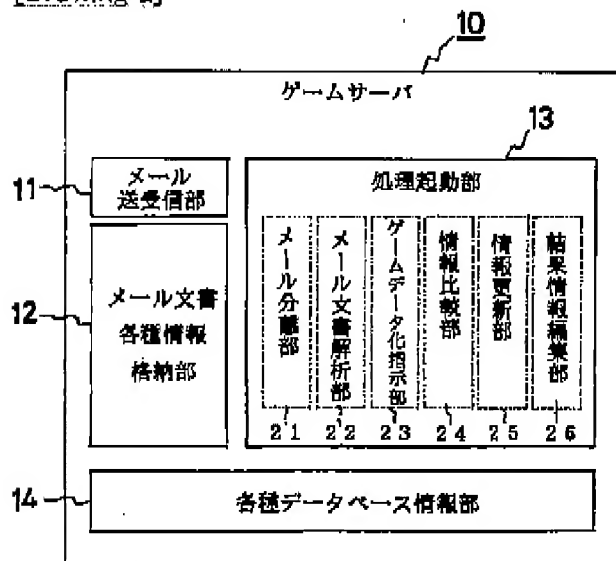 10
ゲームサーバ
11
メール
送受信部
12
メール文書
各種情報
格納部
13
処理起動部
メール分離部
メール文書解析部
ゲームデータ化指示部
情報比較部
情報更新部
結果情報編集部
21
22
23
24
25
26
14
各種データベース情報部